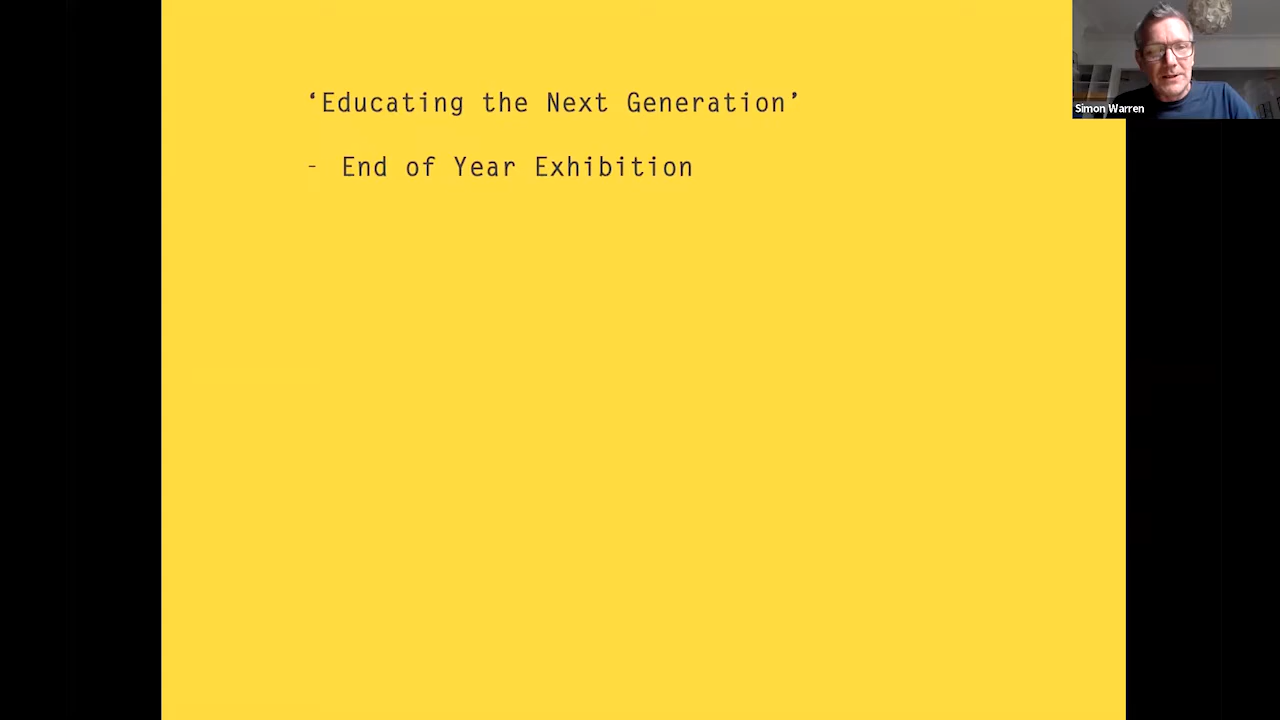 ‘Educating the Next Generation’
- End of Year Exhibition
Simon Warren